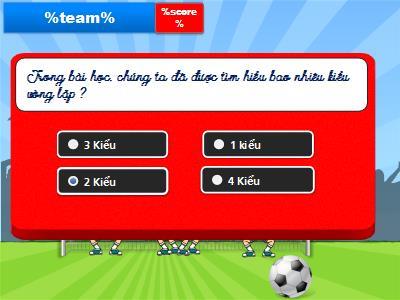 %team%
%score
%
Trong bài học, chúng ta đã được tìm hiểu bao nhiêu kiểu
vòng lặp ?
3 Kiểu
1 kiểu
2 Kiểu
4 Kiểu